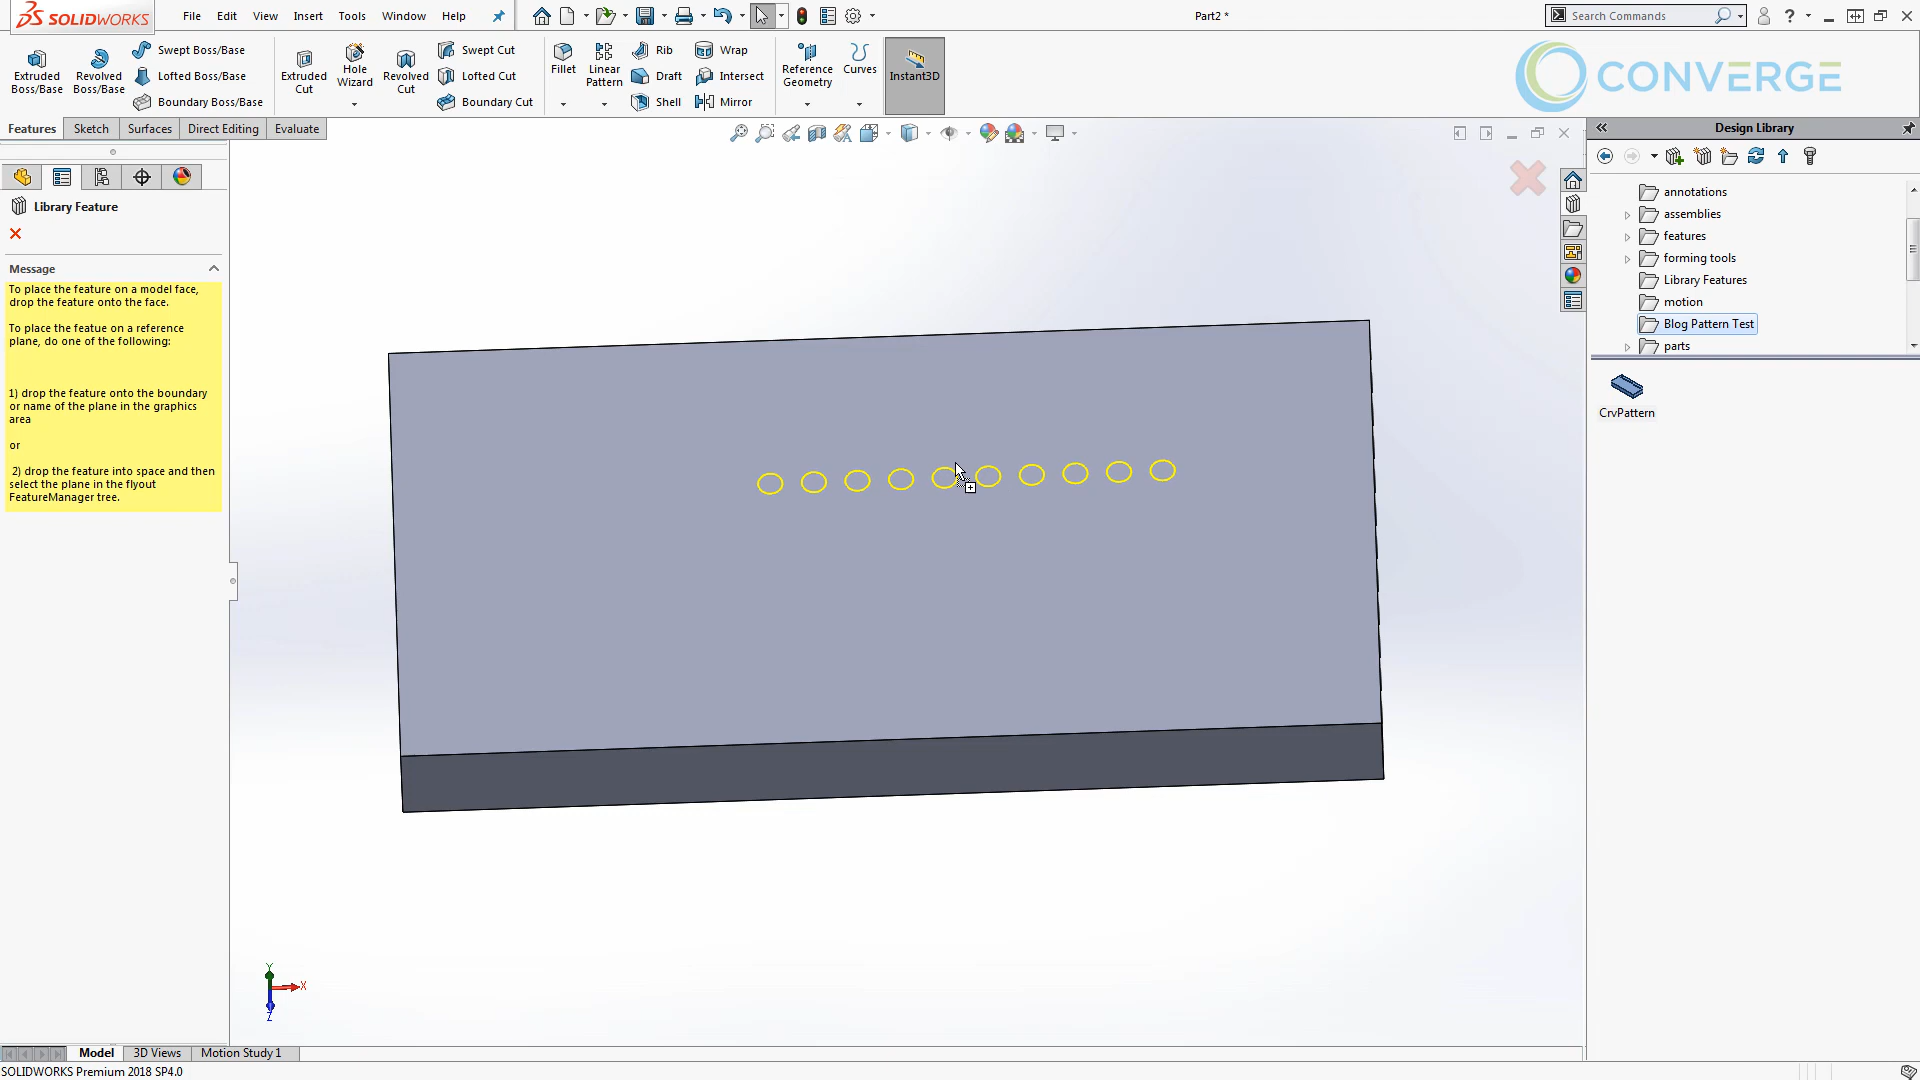 SOLIDWORKS
File Edit View Insert Tools Window Help
Part2 *
Search Commands
?
Extruded Boss/Base
Revolved Boss/Base
Swept Boss/Base
Lofted Boss/Base
Boundary Boss/Base
Extruded Cut
Hole Wizard
Revolved Cut
Swept Cut
Lofted Cut
Boundary Cut
Fillet
Linear Pattern
Rib
Draft
Shell
Wrap
Intersect
Mirror
Reference Geometry
Curves
Instant3D
CONVERGE
Features Sketch Surfaces Direct Editing Evaluate
Library Feature
Message
To place the feature on a model face,
drop the feature onto the face.
To place the featue on a reference
plane, do one of the following:
1) drop the feature onto the boundary
or name of the plane in the graphics
area
or
2) drop the feature into space and then
select the plane in the flyout
FeatureManager tree.
Design Library
annotations
assemblies
features
forming tools
Library Features
motion
Blog Pattern Test
parts
CrvPattern
Y
X
Z
Model 3D Views Motion Study 1
SOLIDWORKS Premium 2018 SP4.0